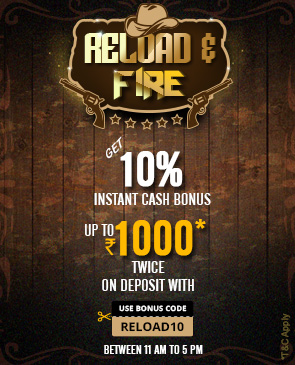 RELOAD &
FIRE
GET
10%
INSTANT CASH BONUS
UP TO ₹1000*
TWICE
ON DEPOSIT WITH
USE BONUS CODE
RELOAD10
BETWEEN 11 AM TO 5 PM
*T&C Apply